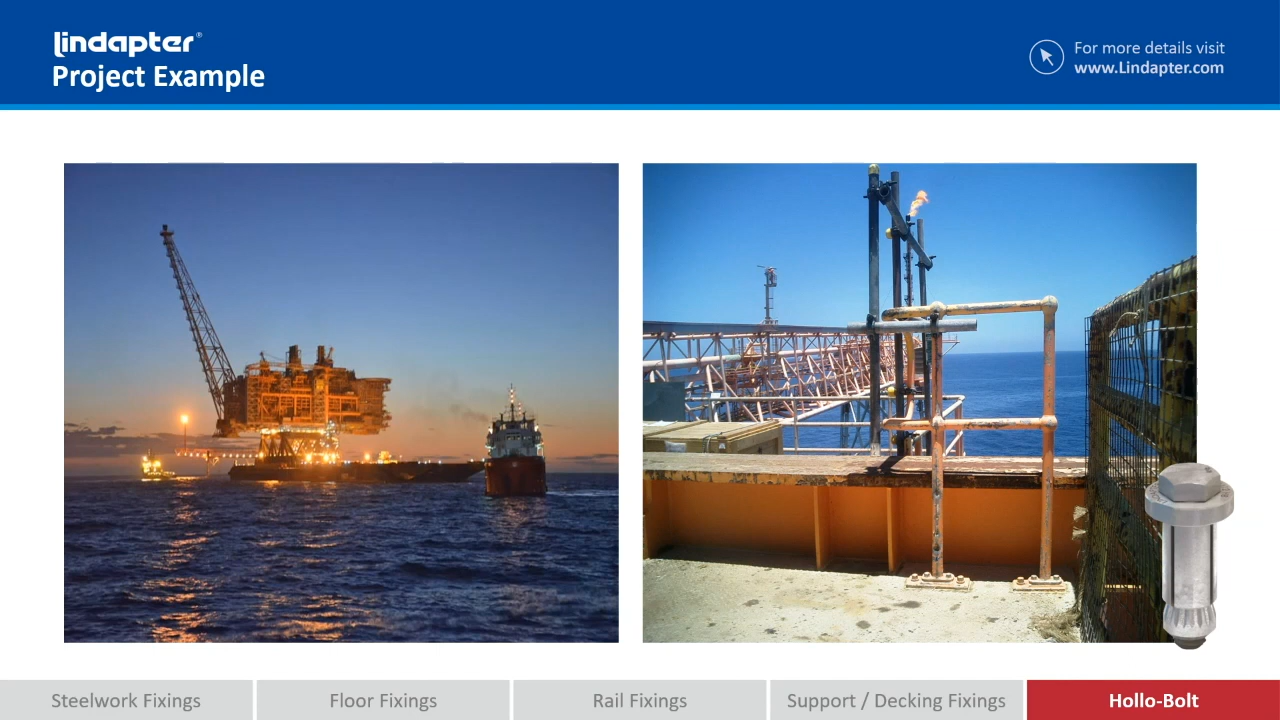 lindapter®
Project Example
For more details visit
www.Lindapter.com
Steelwork Fixings
Floor Fixings
Rail Fixings
Support / Decking Fixings
Hollo-Bolt